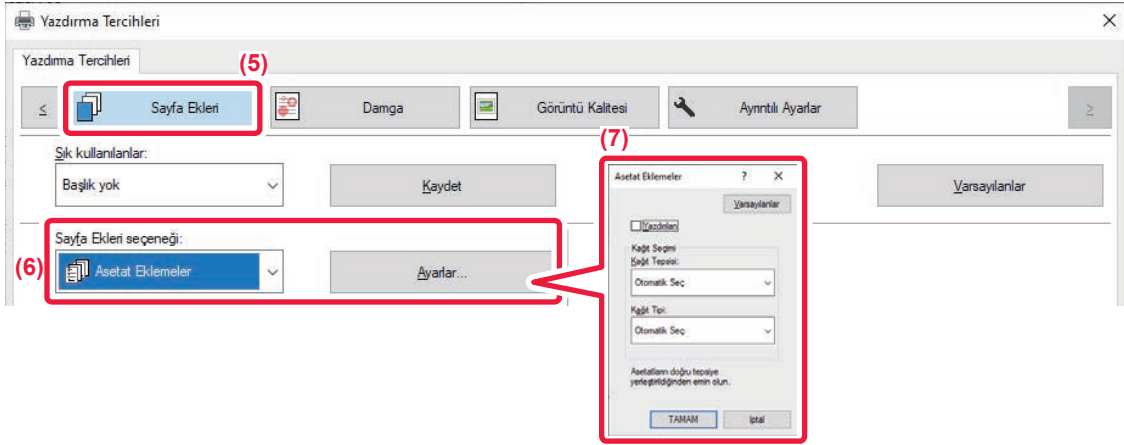 Yazdırma Tercihleri
Yazdırma Tercihleri
(5)
< Sayfa Ekleri Damga Görüntü Kalitesi Ayrıntılı Ayarlar >
(7)
Sık kullanılanlar:
Başlık yok Kaydet Varsayılanlar
(6)
Sayfa Ekleri seçeneği:
Asetat Eklemeler Ayarlar...
Asetat Eklemeler ?
Varsayılanlar
Yazdırılan
Kağıt Seçimi
Kağıt Tepsisi:
Otomatik Seç
Kağıt Tipi:
Otomatik Seç
Asetatların doğru tepsiye
yerleştirildiğinden emin olun.
TAMAM İptal